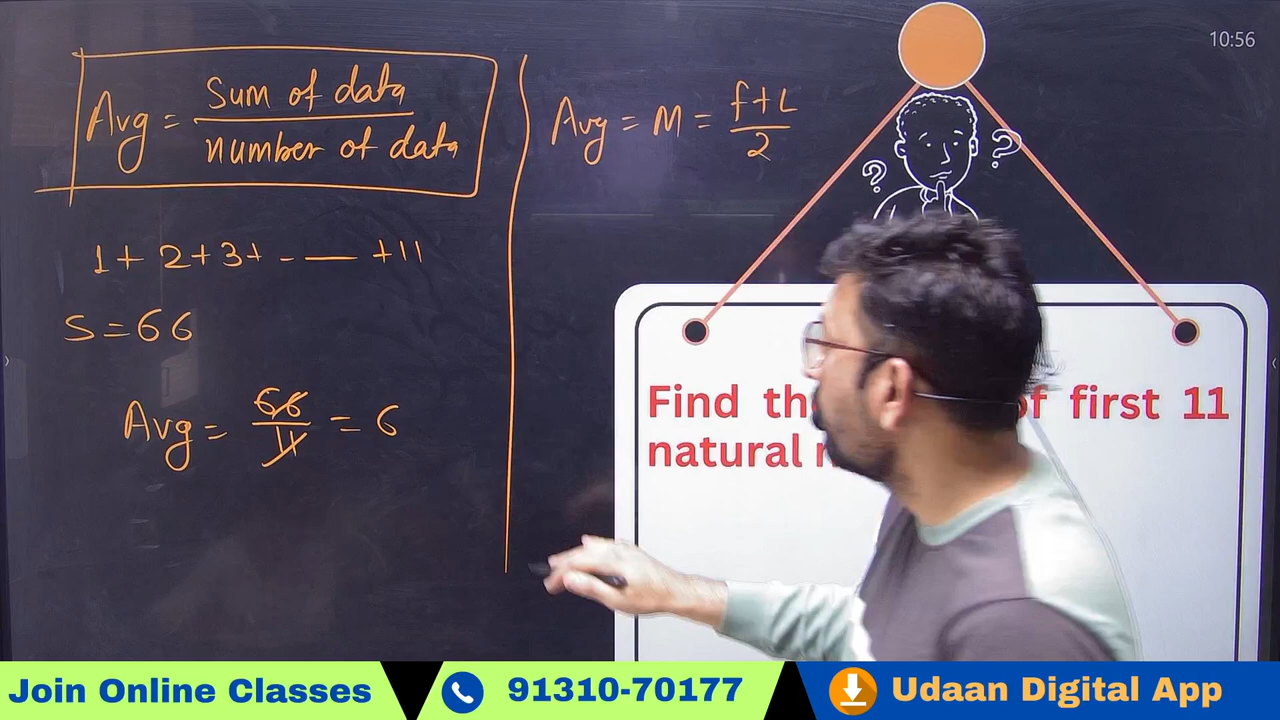 10:56
Avg = Sum of data / number of data
1 + 2 + 3 + - — + 11
S = 66
Avg = 66/11 = 6
Avg = M = f+L/2
? ?
Find of first 11
natural
Join Online Classes
91310-70177
Udaan Digital App